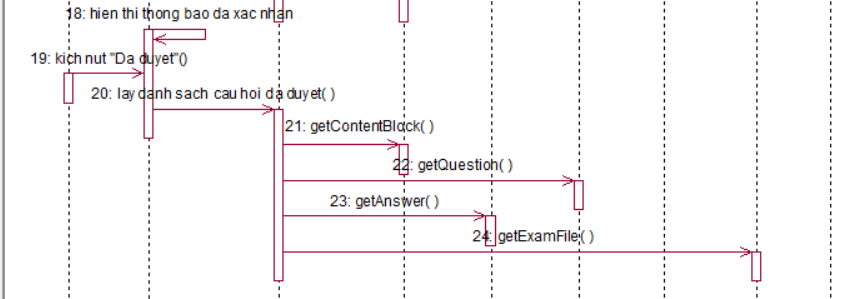 18: hien thi thong bao da xac nhan
19: kich nut "Da duyet"()
20: lay danh sach cau hoi da duyet( )
21: getContentBlock( )
22: getQuestion( )
23: getAnswer( )
24: getExamFile( )